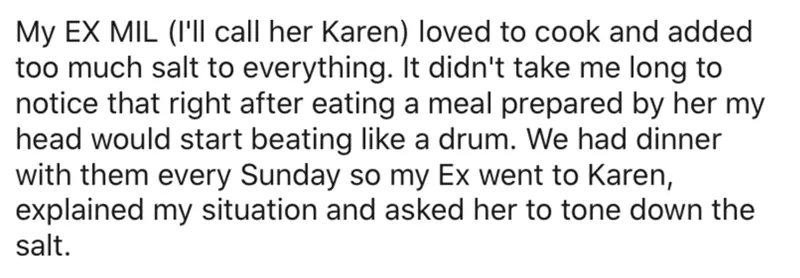 My EX MIL (I'll call her Karen) loved to cook and added
too much salt to everything. It didn't take me long to
notice that right after eating a meal prepared by her my
head would start beating like a drum. We had dinner
with them every Sunday so my Ex went to Karen,
explained my situation and asked her to tone down the
salt.